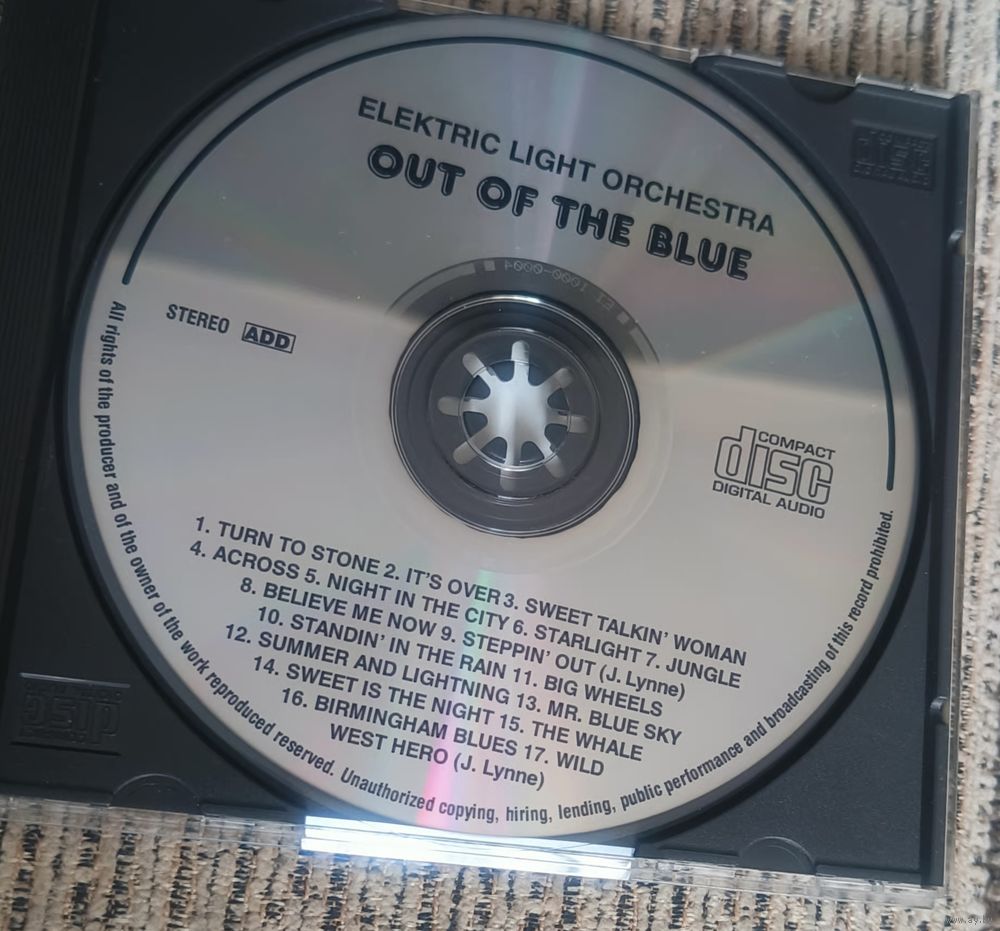 ELEKTRIC LIGHT ORCHESTRA
OUT OF THE BLUE
STEREO ADD
COMPACT
disc
DIGITAL AUDIO
1. TURN TO STONE 2. IT'S OVER 3. SWEET TALKIN' WOMAN
4. ACROSS 5. NIGHT IN THE CITY 6. STARLIGHT 7. JUNGLE
8. BELIEVE ME NOW 9. STEPPIN' OUT (J. Lynne)
10. STANDIN' IN THE RAIN 11. BIG WHEELS
12. SUMMER AND LIGHTNING 13. MR. BLUE SKY
14. SWEET IS THE NIGHT 15. THE WHALE
16. BIRMINGHAM BLUES 17. WILD
WEST HERO (J. Lynne)
All rights of the producer and of the owner of the work reproduced reserved. Unauthorized copying, hiring, lending, public performance and broadcasting of this record prohibited.